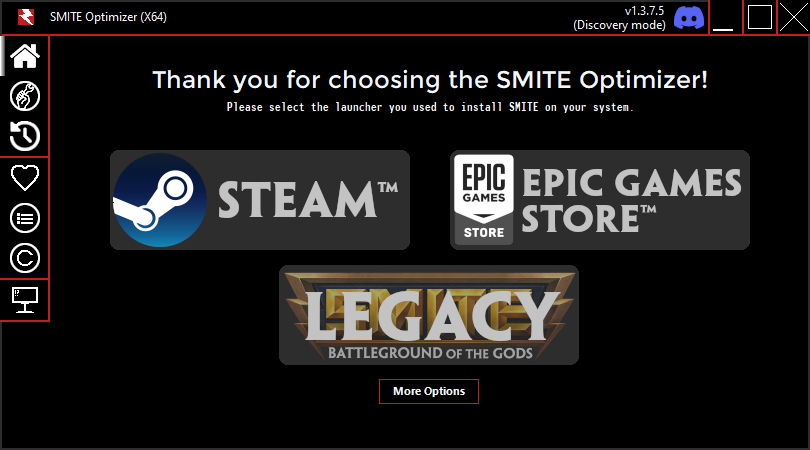 SMITE Optimizer (X64)
v1.3.7.5
(Discovery mode)
Thank you for choosing the SMITE Optimizer!
Please select the launcher you used to install SMITE on your system.
STEAM™
EPIC
GAMES
STORE
EPIC GAMES
STORE™
SMITE
LEGACY
BATTLEGROUND OF THE GODS
More Options